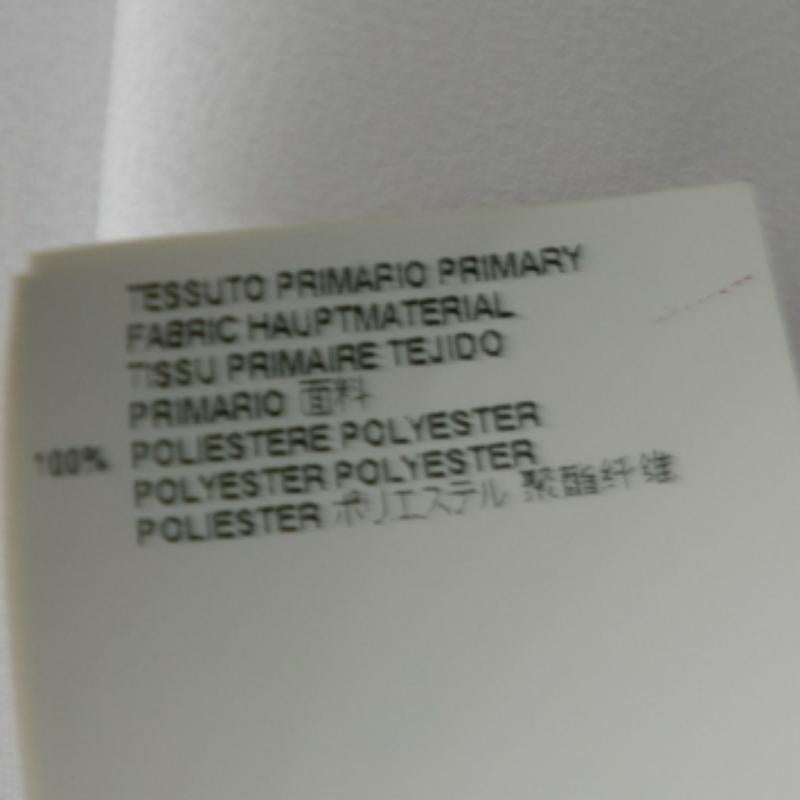 TESSUTO PRIMARIO PRIMARY
FABRIC HAUPTMATERIAL
TISSU PRIMAIRE TEJIDO
PRIMARIO 面料
100% POLIESTERE POLYESTER
POLYESTER POLYESTER
POLIESTER ポリエステル 聚酯纤维